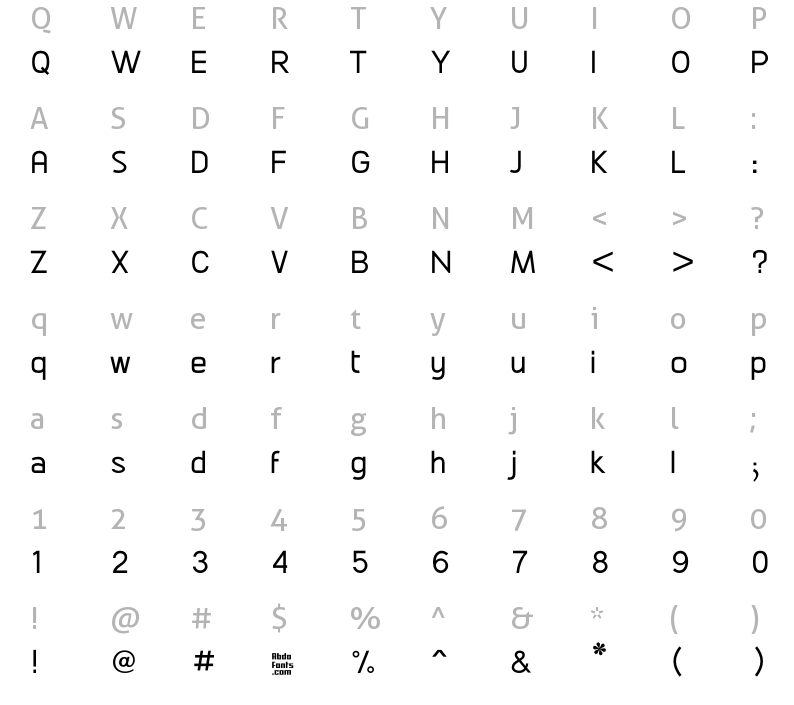 Q W E R T Y U I O P
Q W E R T Y U I O P
A S D F G H J K L :
A S D F G H J K L :
Z X C V B N M < > ?
Z X C V B N M < > ?
q w e r t y u i o p
q w e r t y u i o p
a s d f g h j k l ;
a s d f g h j k l ;
1 2 3 4 5 6 7 8 9 0
1 2 3 4 5 6 7 8 9 0
! @ # $ % ^ & * ( )
! @ # Abdo Fonts .com % ^ & * ( )